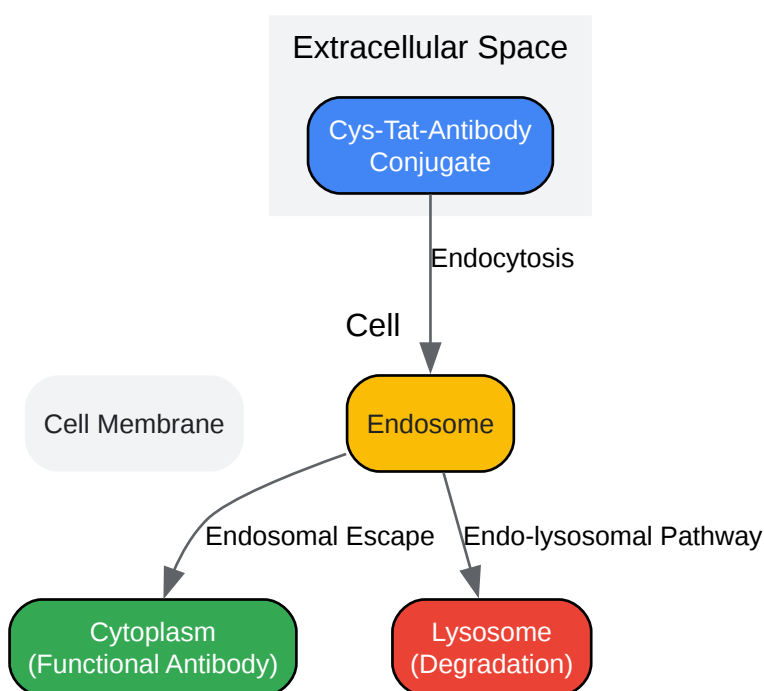 Extracellular Space
Cys-Tat-Antibody
Conjugate
Endocytosis
Cell
Cell Membrane
Endosome
Endosomal Escape
Endo-lysosomal Pathway
Cytoplasm
(Functional Antibody)
Lysosome
(Degradation)